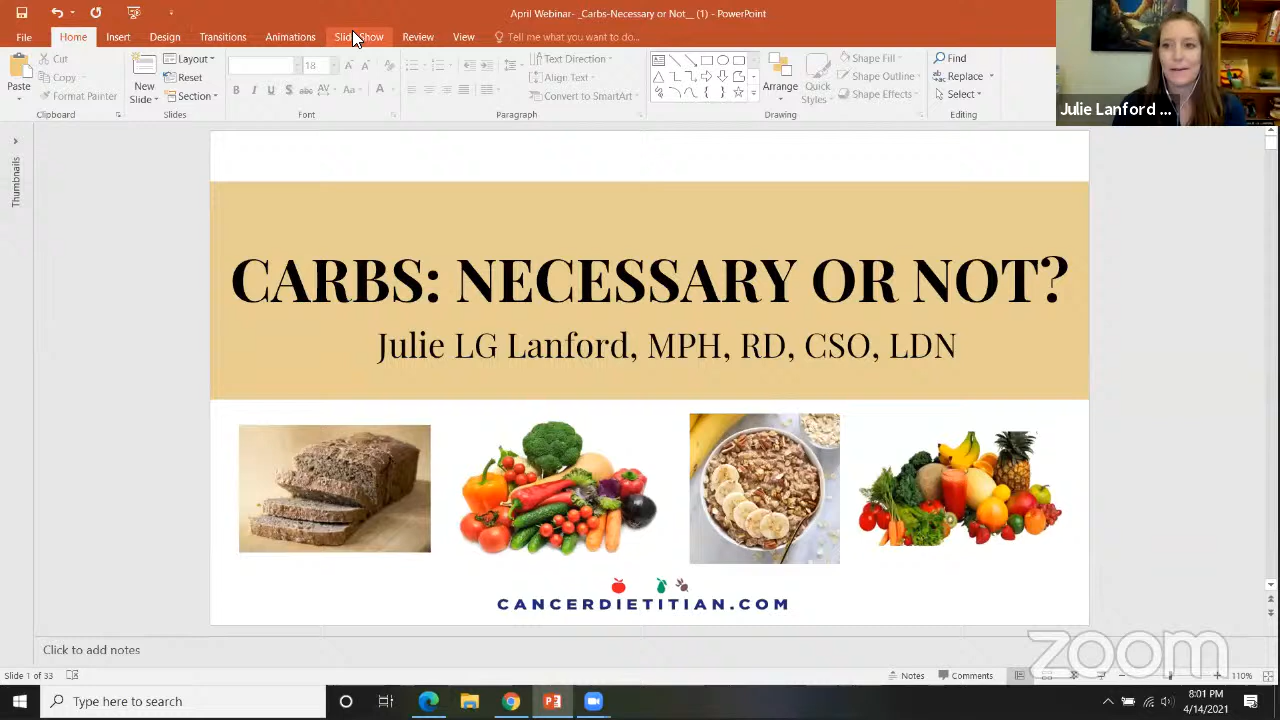 April Webinar- _Carbs-Necessary or Not__ (1) - PowerPoint
File Home Insert Design Transitions Animations Slide Show Review View Tell me what you want to do...
Paste
Cut
Copy
Format Painter
Clipboard
New Slide
Layout
Reset
Section
Slides
18
B I U S abc AV Aa A
Font
Text Direction
Align Text
Convert to SmartArt
Paragraph
Arrange
Quick Styles
Shape Fill
Shape Outline
Shape Effects
Drawing
Find
Replace
Select
Editing
Julie Lanford ...
Thumbnails
CARBS: NECESSARY OR NOT?
Julie LG Lanford, MPH, RD, CSO, LDN
CANCERDIETITIAN.COM
Click to add notes
zoom
Slide 1 of 33
Notes
Comments
110%
Type here to search
8:01 PM
4/14/2021